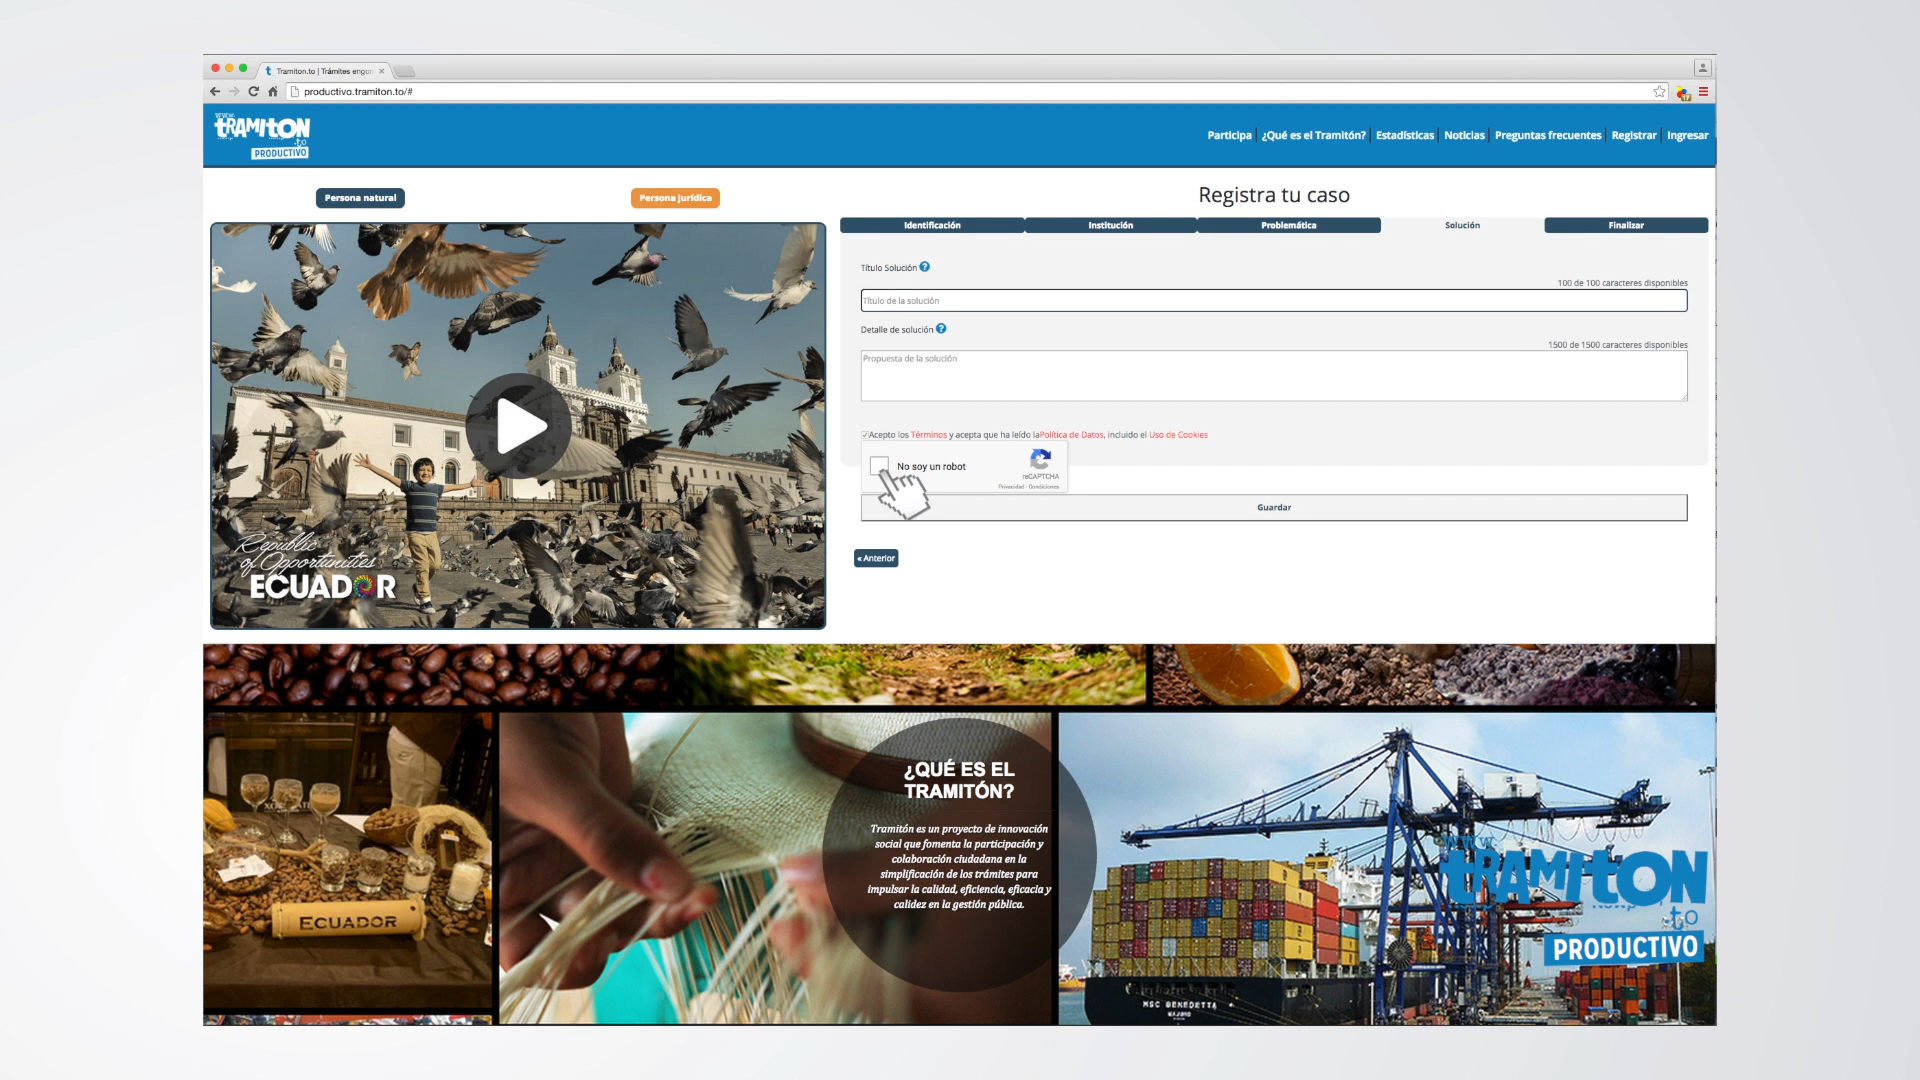 Tramiton.to | Trámites engor
productivo.tramiton.to/#
www.
tRAMItON
.to
PRODUCTIVO
Participa
¿Qué es el Tramitón?
Estadísticas
Noticias
Preguntas frecuentes
Registrar
Ingresar
Persona natural
Persona jurídica
Registra tu caso
Identificación
Institución
Problemática
Solución
Finalizar
Título Solución ?
100 de 100 caracteres disponibles
Título de la solución
Detalle de solución ?
1500 de 1500 caracteres disponibles
Propuesta de la solución
Acepto los Términos y acepta que ha leído laPolítica de Datos, incluido el Uso de Cookies
No soy un robot
reCAPTCHA
Privacidad - Condiciones
Guardar
« Anterior
Republic
of Opportunities
ECUADOR
¿QUÉ ES EL
TRAMITÓN?
Tramitón es un proyecto de innovación
social que fomenta la participación y
colaboración ciudadana en la
simplificación de los trámites para
impulsar la calidad, eficiencia, eficacia y
calidez en la gestión pública.
ECUADOR
www.
tRAMItON
.to
PRODUCTIVO
MSC BENEDETTA
MAJURO